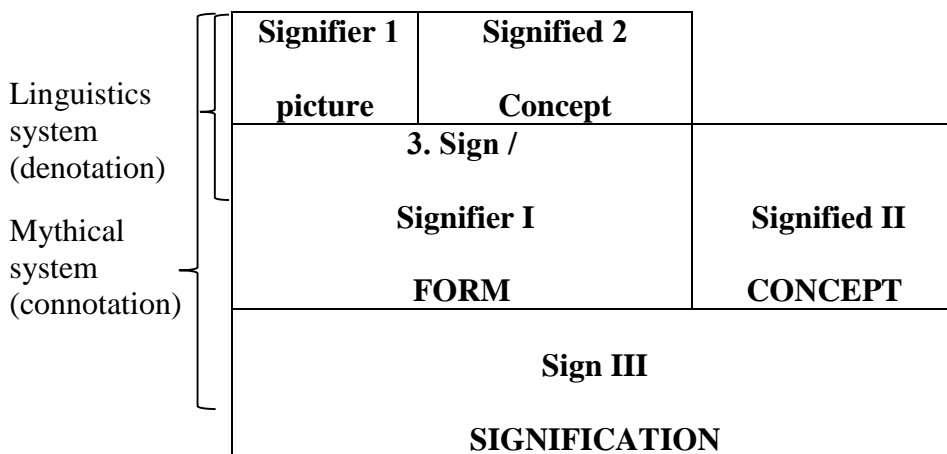 Signifier 1
picture
Signified 2
Concept
Linguistics
system
(denotation)
3. Sign /
Signifier I
FORM
Signified II
CONCEPT
Mythical
system
(connotation)
Sign III
SIGNIFICATION